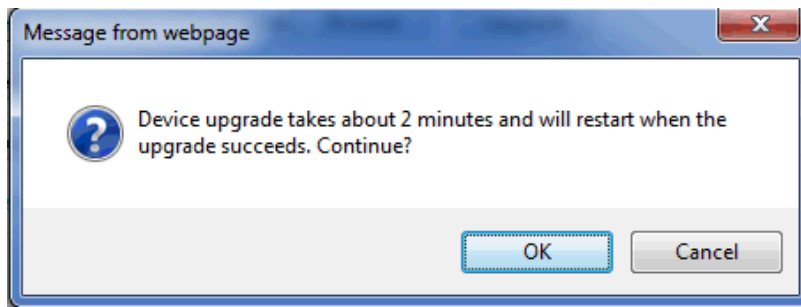 Message from webpage
Device upgrade takes about 2 minutes and will restart when the
upgrade succeeds. Continue?
OK
Cancel